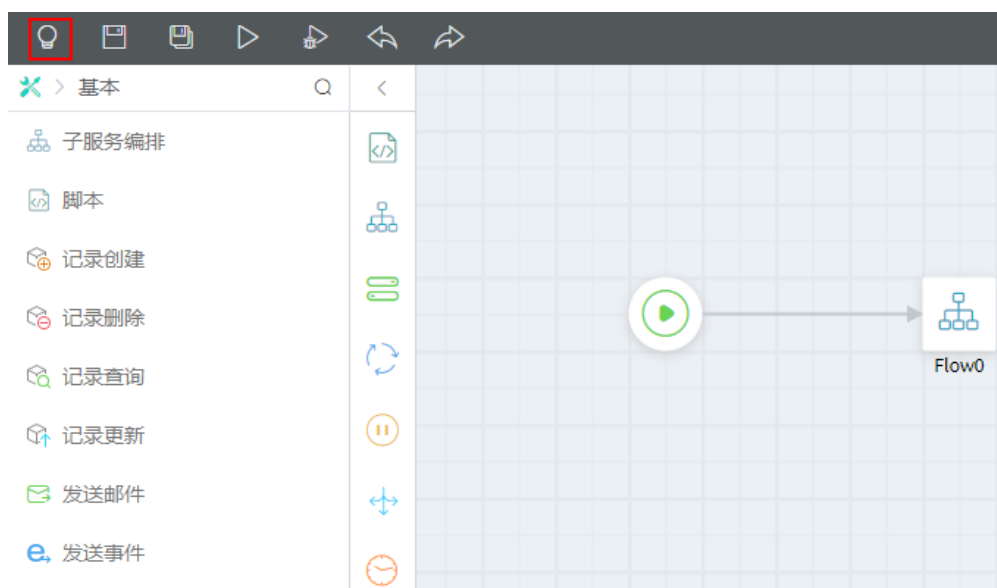 基本
子服务编排
脚本
记录创建
记录删除
记录查询
记录更新
发送邮件
发送事件
Flow0